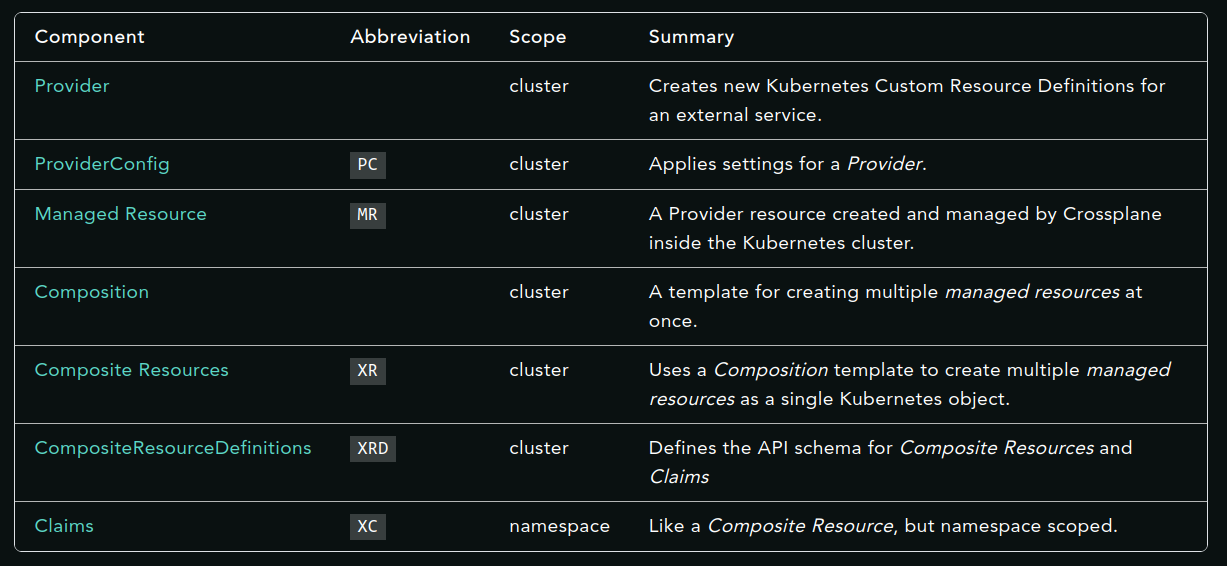 Component Abbreviation Scope Summary
Provider cluster Creates new Kubernetes Custom Resource Definitions for
an external service.
ProviderConfig PC cluster Applies settings for a Provider.
Managed Resource MR cluster A Provider resource created and managed by Crossplane
inside the Kubernetes cluster.
Composition cluster A template for creating multiple managed resources at
once.
Composite Resources XR cluster Uses a Composition template to create multiple managed
resources as a single Kubernetes object.
CompositeResourceDefinitions XRD cluster Defines the API schema for Composite Resources and
Claims
Claims XC namespace Like a Composite Resource, but namespace scoped.